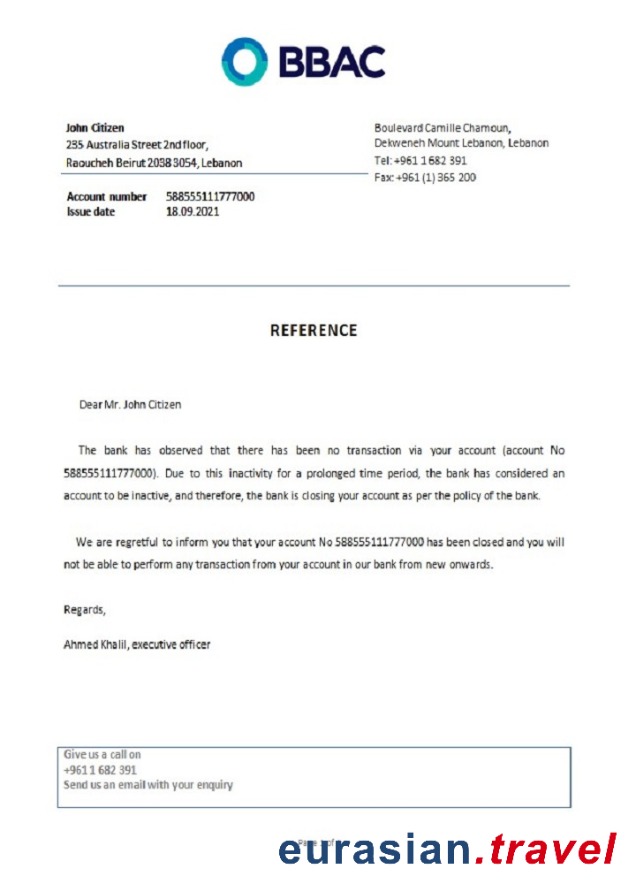 BBAC
John Citizen
235 Australia Street 2nd floor,
Raoucheh Beirut 2038 3054, Lebanon
Boulevard Camille Chamoun,
Dekweneh Mount Lebanon, Lebanon
Tel: +961 1 682 391
Fax: +961 (1) 365 200
Account number 588555111777000
Issue date 18.09.2021
REFERENCE
Dear Mr. John Citizen
The bank has observed that there has been no transaction via your account (account No
588555111777000). Due to this inactivity for a prolonged time period, the bank has considered an
account to be inactive, and therefore, the bank is closing your account as per the policy of the bank.
We are regretful to inform you that your account No 588555111777000 has been closed and you will
not be able to perform any transaction from your account in our bank from new onwards.
Regards,
Ahmed Khalil, executive officer
Give us a call on
+961 1 682 391
Send us an email with your enquiry
eurasian.travel